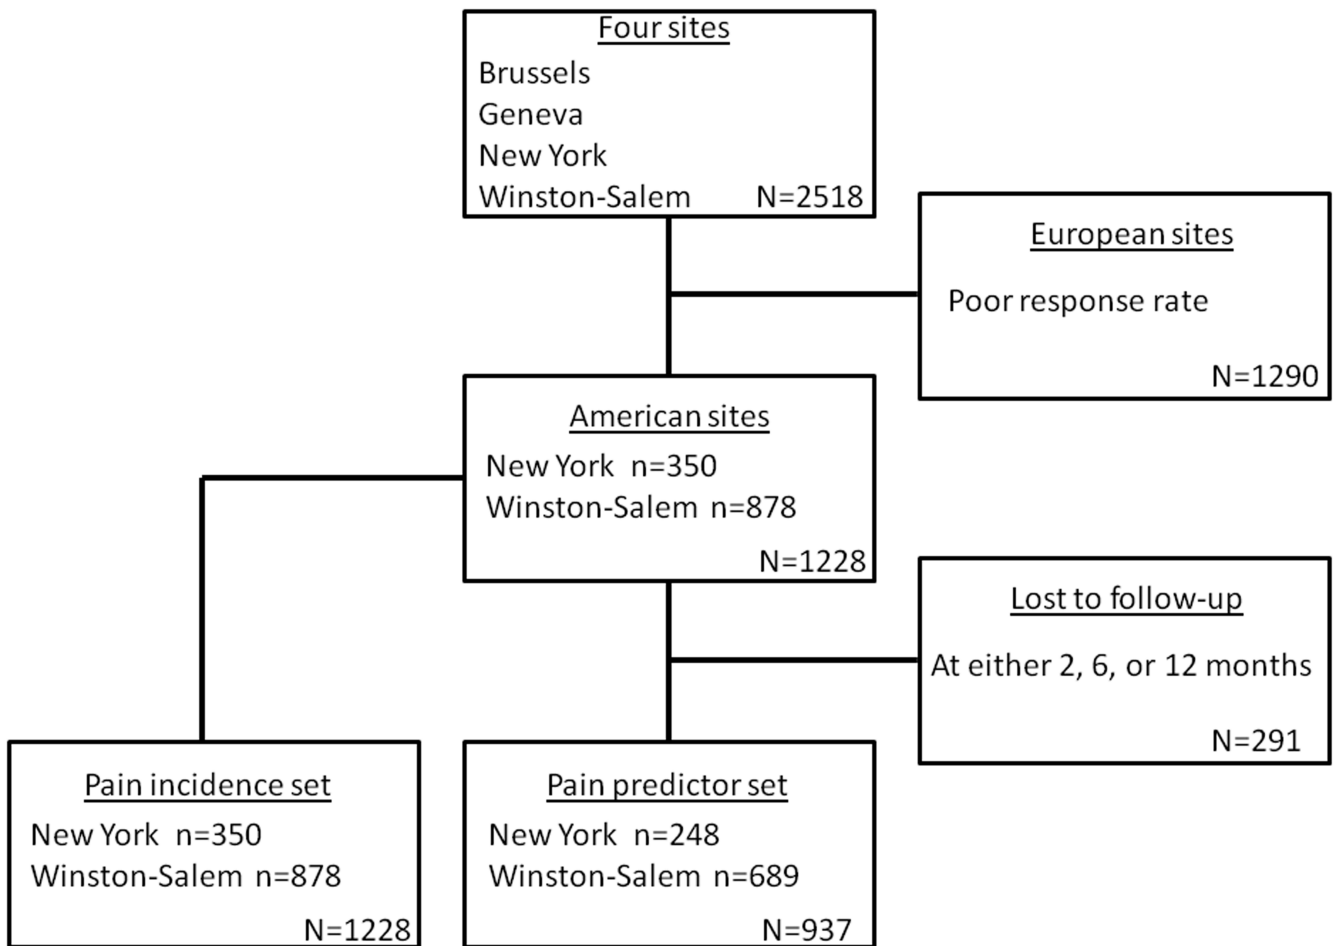 Four sites
Brussels
Geneva
New York
Winston-Salem N=2518
European sites
Poor response rate
N=1290
American sites
New York n=350
Winston-Salem n=878
N=1228
Lost to follow-up
At either 2, 6, or 12 months
N=291
Pain incidence set
New York n=350
Winston-Salem n=878
N=1228
Pain predictor set
New York n=248
Winston-Salem n=689
N=937